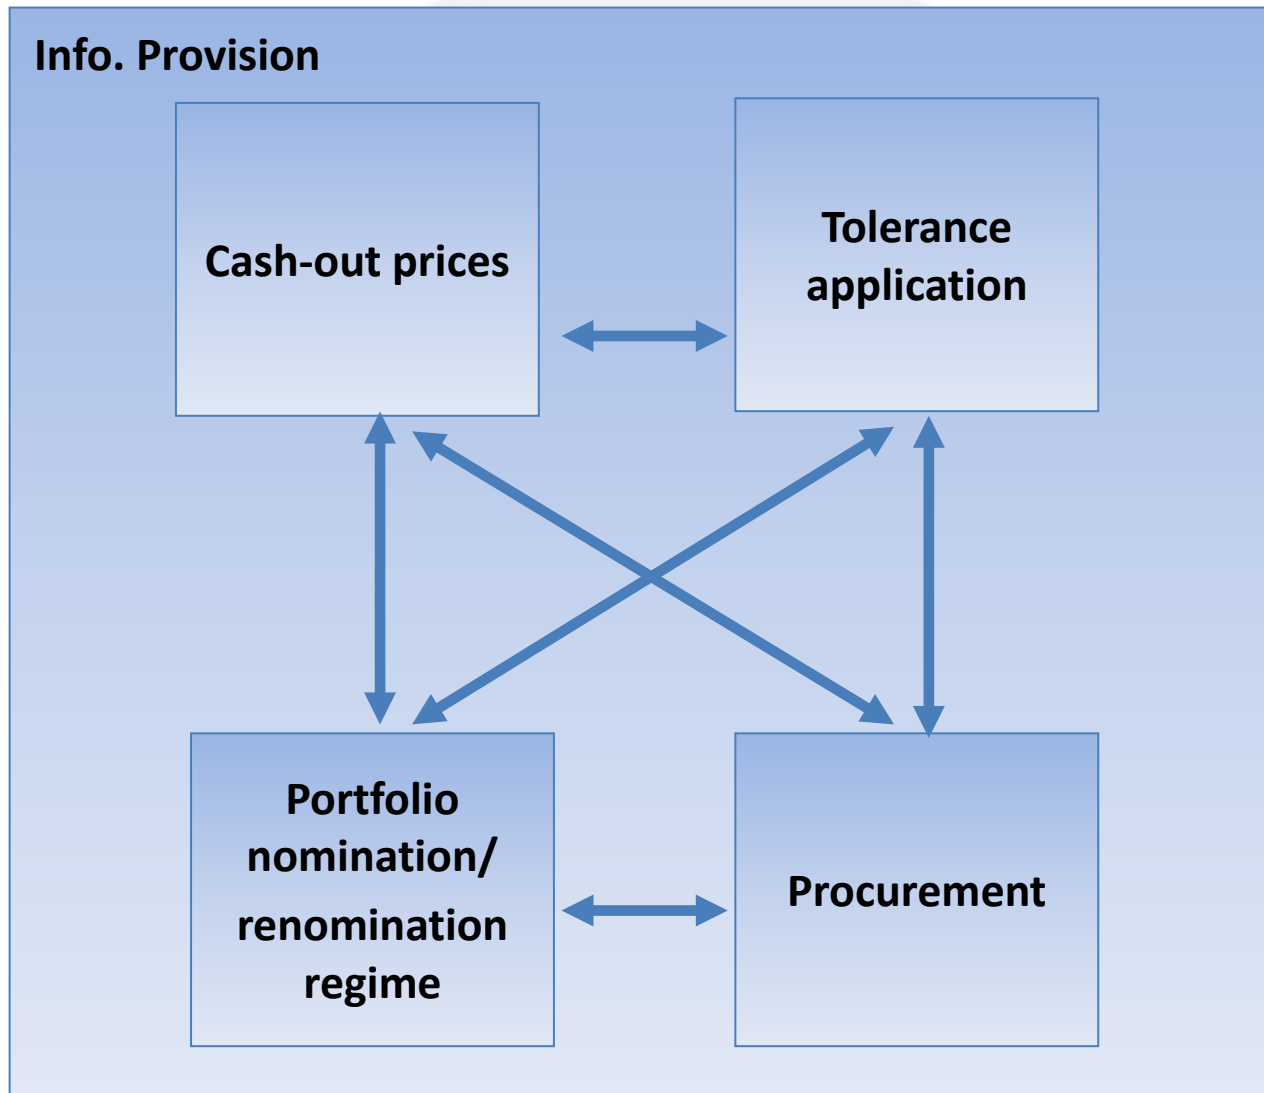 Info. Provision
Cash-out prices
Tolerance
application
Portfolio
nomination/
renomination
regime
Procurement